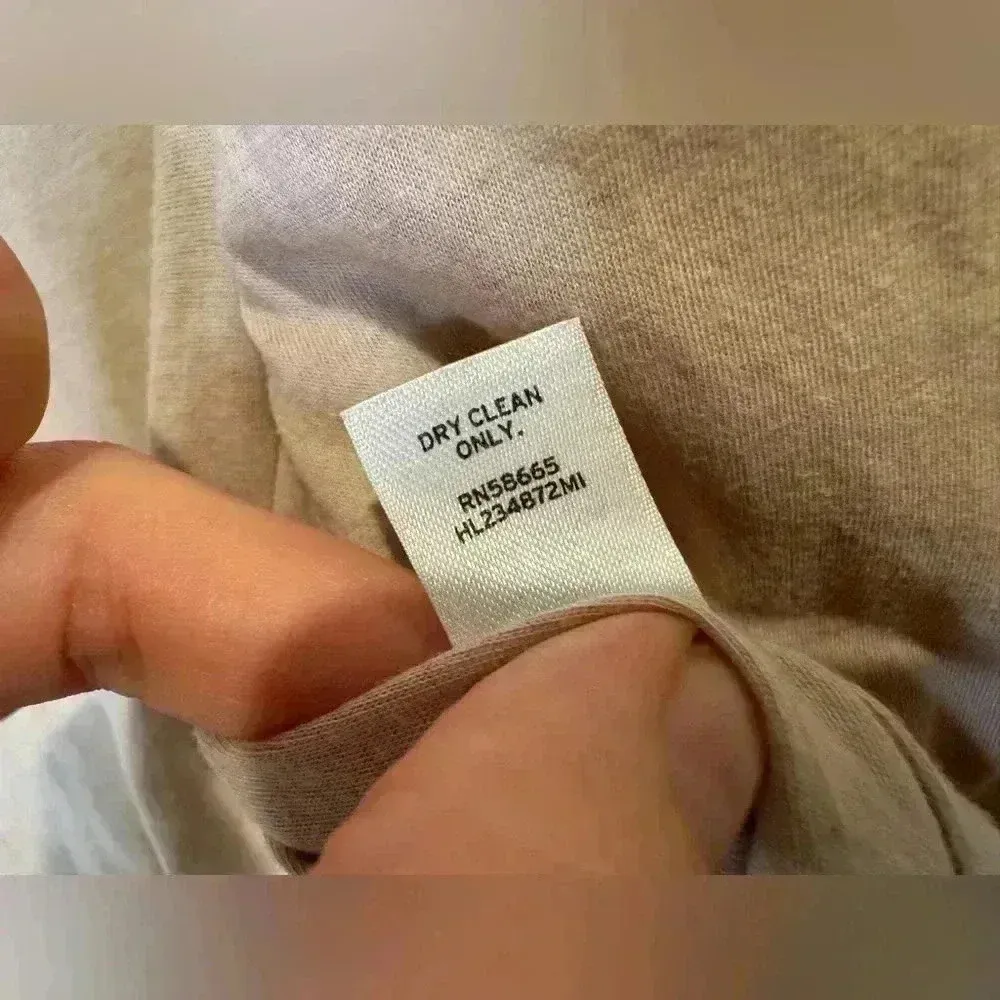 DRY CLEAN
ONLY.
RN58665
HL234872MI